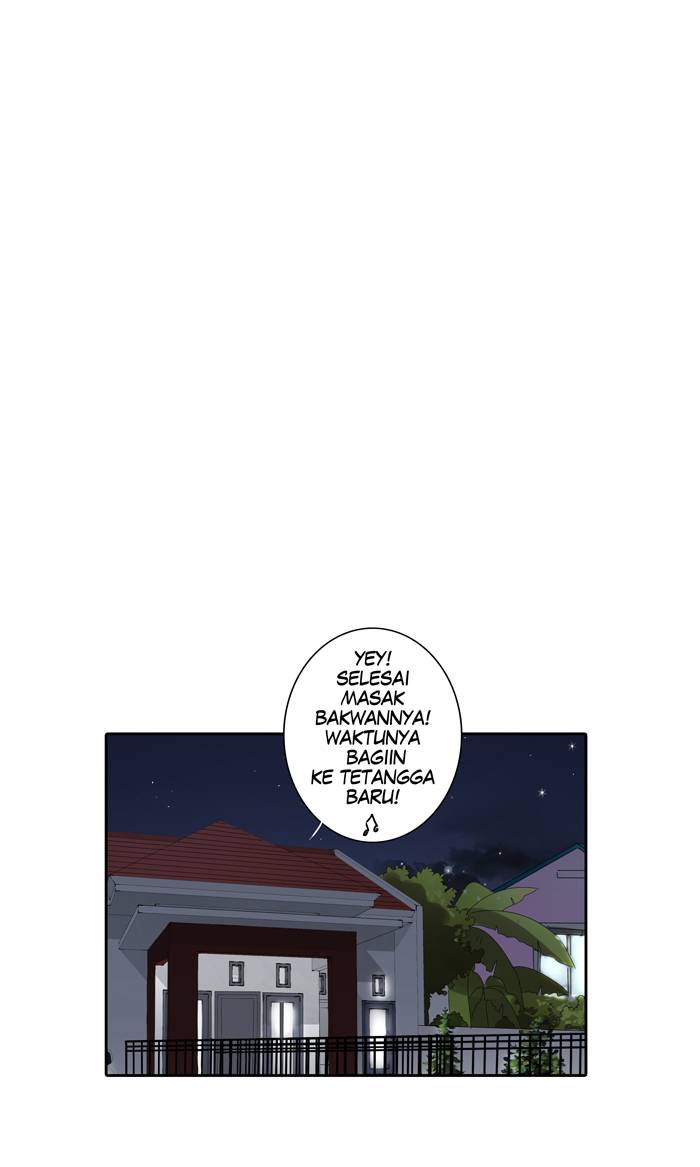 YEY!
SELESAI
MASAK
BAKWANNYA!
WAKTUNYA
BAGIIN
KE TETANGGA
BARU!